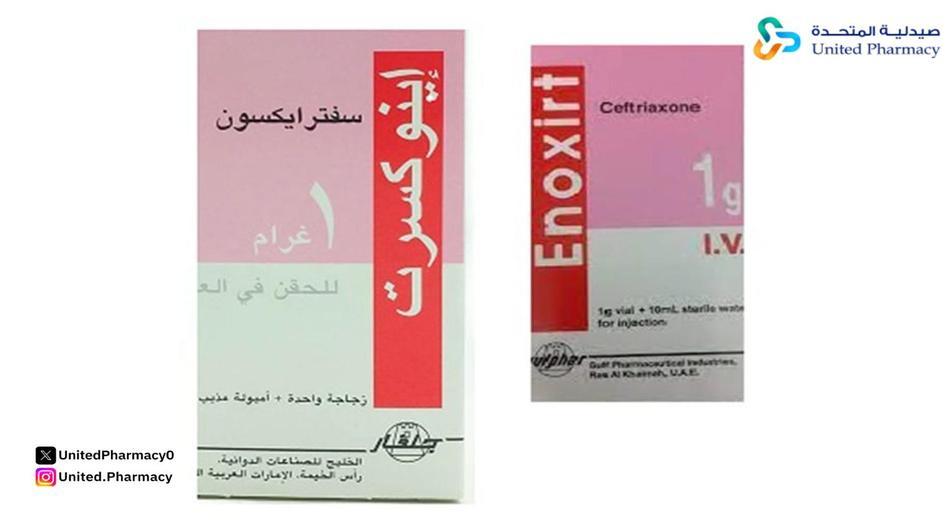 صيدلية المتحدة
United Pharmacy
إينوكسرت
سفترايكسون
١ غرام
للحقن في
زجاجة واحدة + أمبولة مذيب
جلفار
الخليج للصناعات الدوائية.
رأس الخيمة. الإمارات العربية
Enoxirt
Ceftriaxone
1g
I.V.
1g vial + 10mL sterile
for injection
Gulf Pharmaceutical Industries,
Ras Al Khaimah, U.A.E.
UnitedPharmacy0
United.Pharmacy